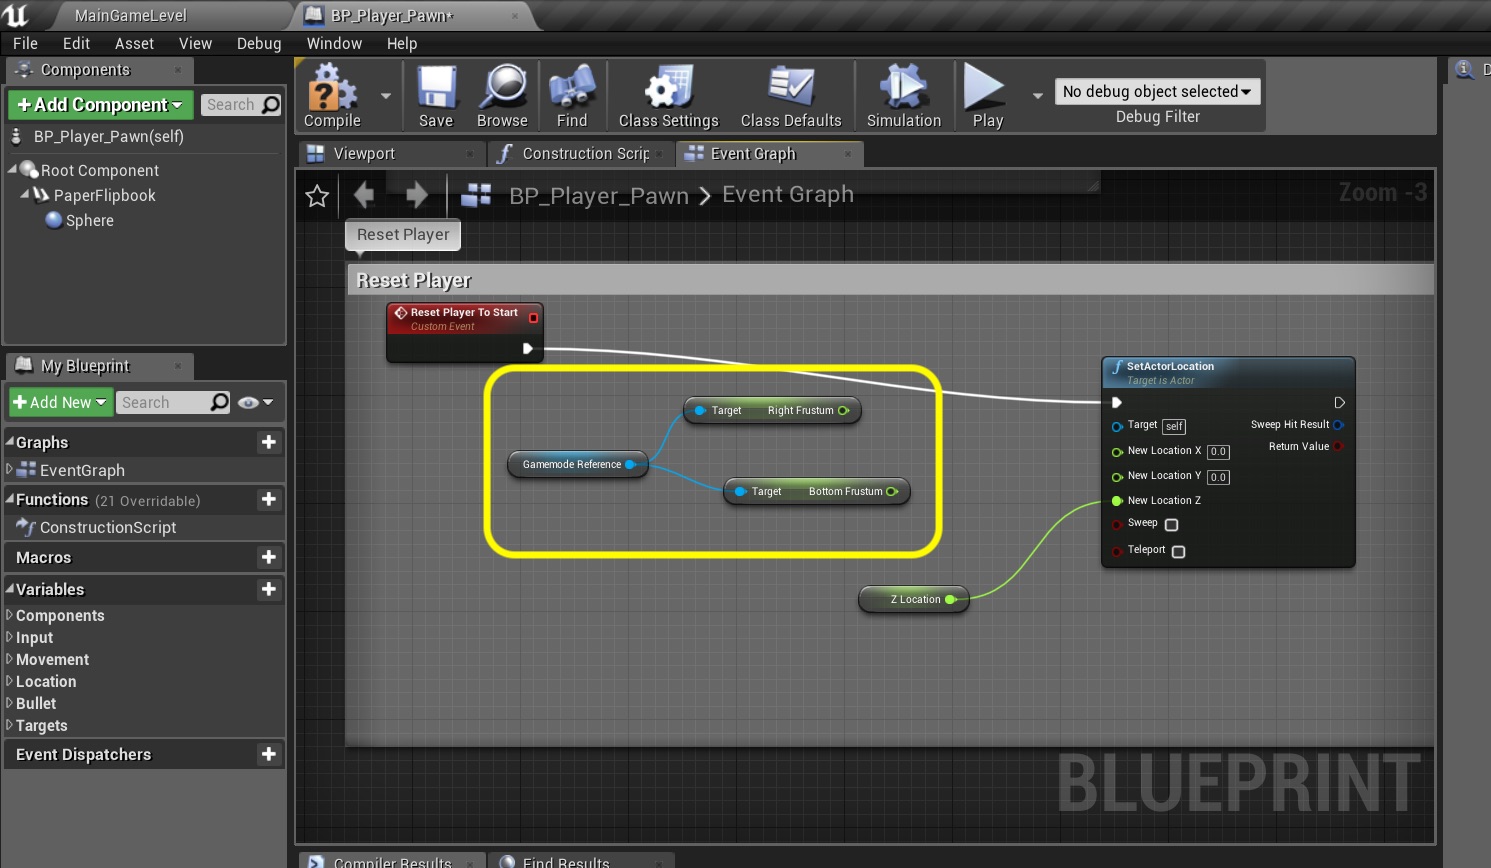 MainGameLevel
BP_Player_Pawn*
File Edit Asset View Debug Window Help
Components
+Add Component
Search
BP_Player_Pawn(self)
Root Component
PaperFlipbook
Sphere
My Blueprint
+Add New
Search
Graphs
EventGraph
Functions (21 Overridable)
ConstructionScript
Macros
Variables
Components
Input
Movement
Location
Bullet
Targets
Event Dispatchers
Compile
Save
Browse
Find
Class Settings
Class Defaults
Simulation
Play
No debug object selected
Debug Filter
Viewport
Construction Scrip
Event Graph
BP_Player_Pawn > Event Graph
Zoom -3
Reset Player
Reset Player
Reset Player To Start
Custom Event
Target Right Frustum
Gamemode Reference
Target Bottom Frustum
Z Location
SetActorLocation
Target is Actor
Target self
Sweep Hit Result
New Location X 0.0
Return Value
New Location Y 0.0
New Location Z
Sweep
Teleport
BLUEPRINT
Compiler Results
Find Results